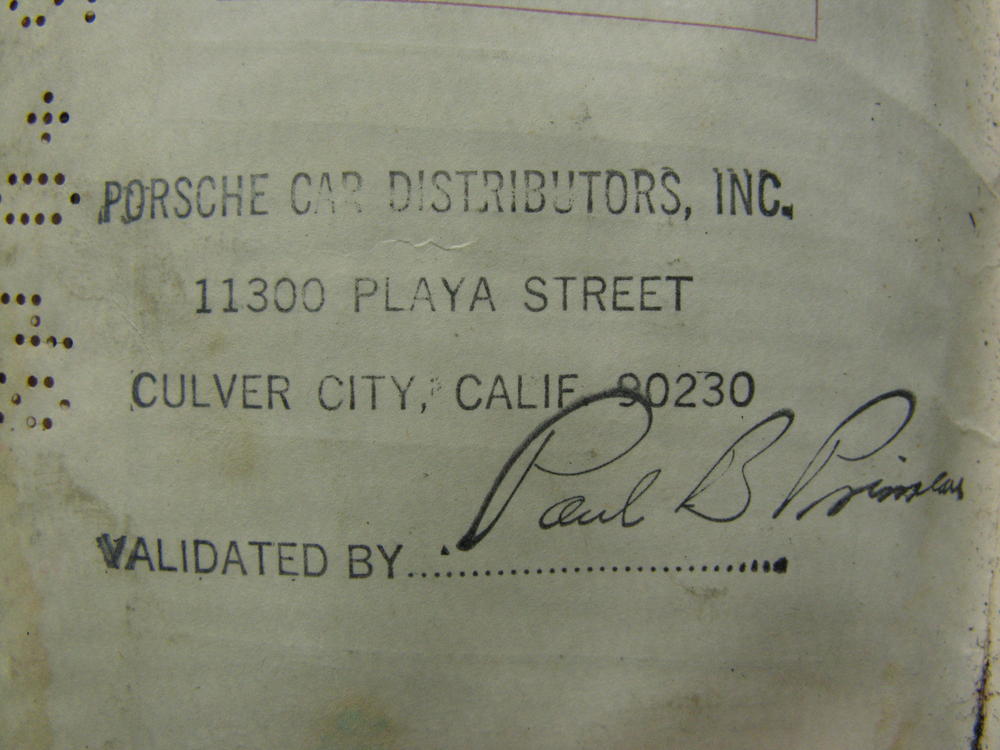 PORSCHE CAR DISTRIBUTORS, INC.
11300 PLAYA STREET
CULVER CITY, CALIF 90230
Paul B
VALIDATED BY